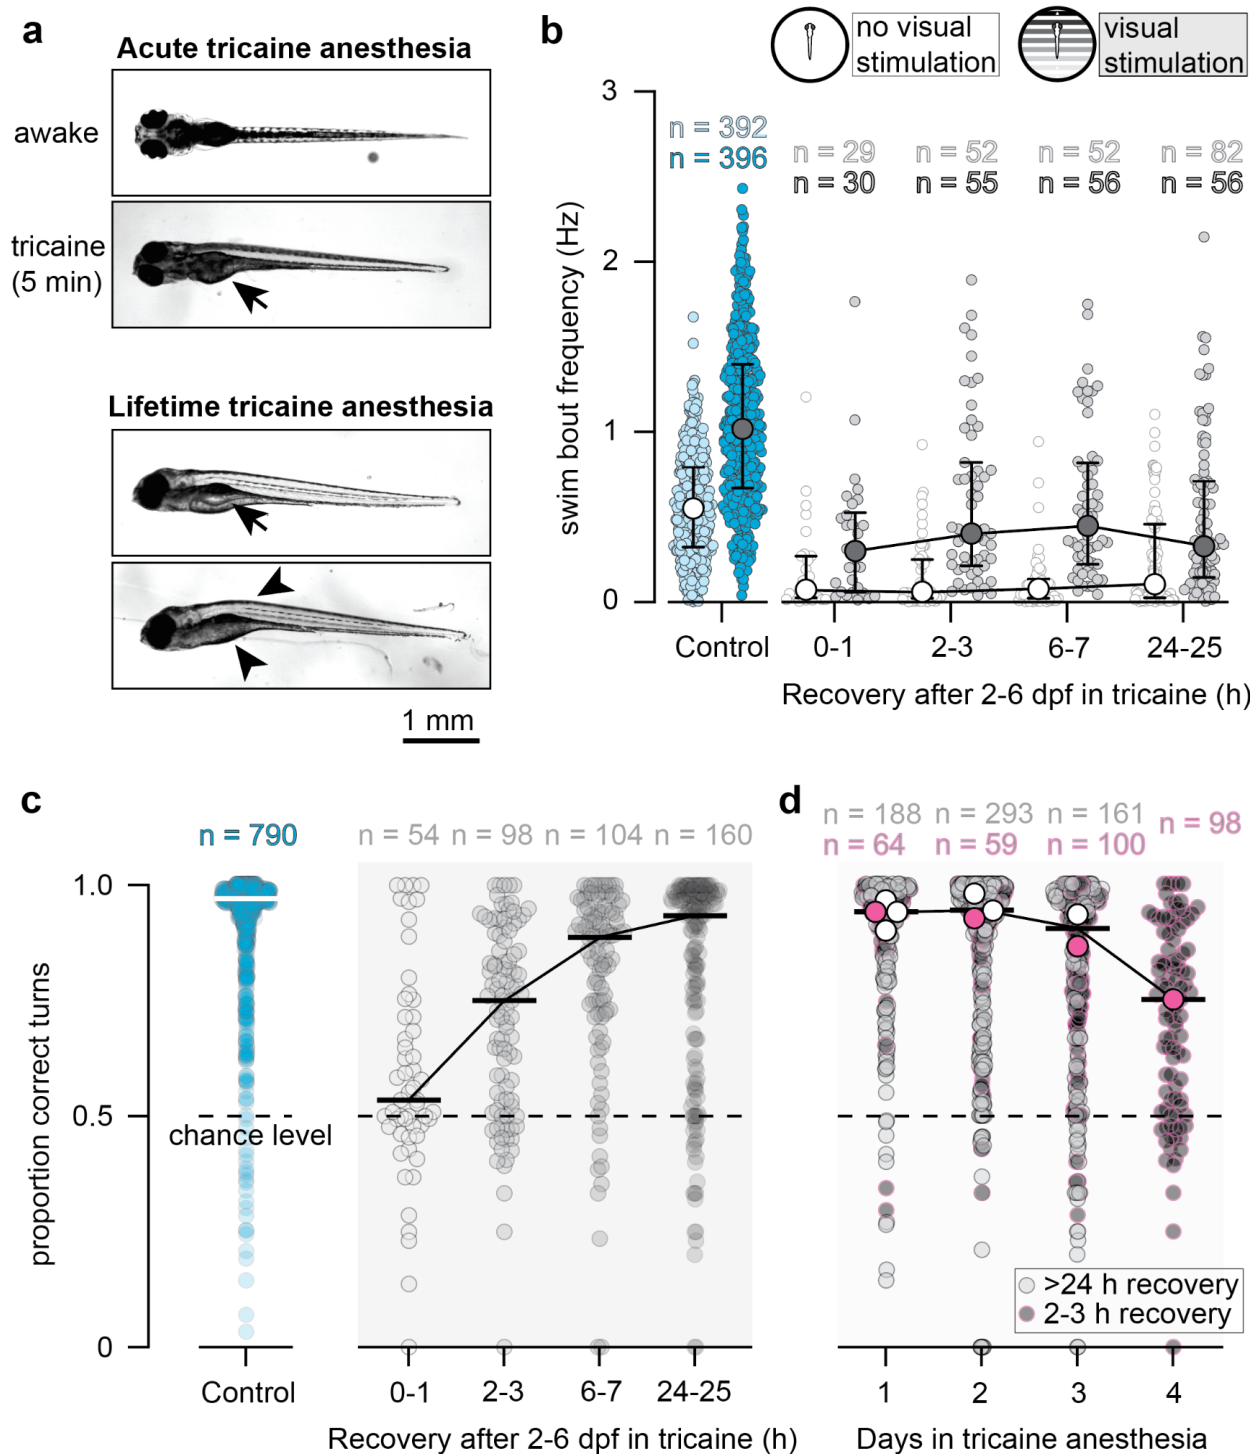 a
Acute tricaine anesthesia
awake
tricaine
(5 min)
Lifetime tricaine anesthesia
1 mm
b
no visual
stimulation
visual
stimulation
swim bout frequency (Hz)
3
2
1
0
n = 392
n = 396
n = 29
n = 30
n = 52
n = 55
n = 52
n = 56
n = 82
n = 56
Control
0-1
2-3
6-7
24-25
Recovery after 2-6 dpf in tricaine (h)
c
proportion correct turns
1.0
0.5
0
n = 790
n = 54
n = 98
n = 104
n = 160
chance level
Control
0-1
2-3
6-7
24-25
Recovery after 2-6 dpf in tricaine (h)
d
n = 188
n = 64
n = 293
n = 59
n = 161
n = 100
n = 98
>24 h recovery
2-3 h recovery
1
2
3
4
Days in tricaine anesthesia